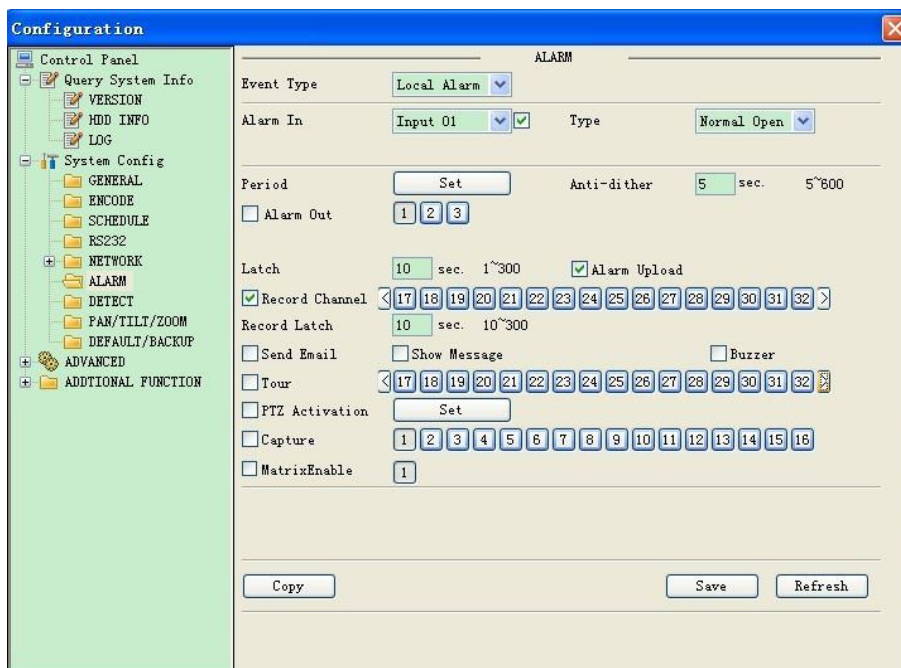 Configuration
Control Panel
Query System Info
VERSION
HDD INFO
LOG
System Config
GENERAL
ENCODE
SCHEDULE
RS232
NETWORK
ALARM
DETECT
PAN/TILT/ZOOM
DEFAULT/BACKUP
ADVANCED
ADDTIONAL FUNCTION
ALARM
Event Type Local Alarm
Alarm In Input 01 Type Normal Open
Period Set Anti-dither 5 sec. 5~600
Alarm Out 1 2 3
Latch 10 sec. 1~300 Alarm Upload
Record Channel < 17 18 19 20 21 22 23 24 25 26 27 28 29 30 31 32 >
Record Latch 10 sec. 10~300
Send Email Show Message Buzzer
Tour < 17 18 19 20 21 22 23 24 25 26 27 28 29 30 31 32 >
PTZ Activation Set
Capture 1 2 3 4 5 6 7 8 9 10 11 12 13 14 15 16
MatrixEnable 1
Copy Save Refresh